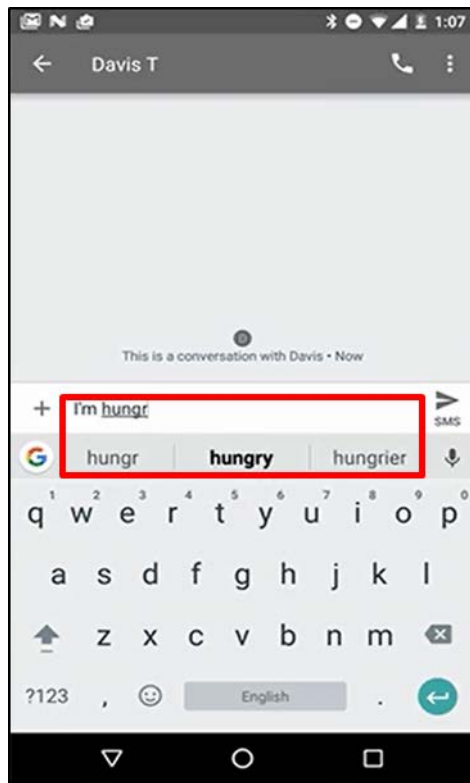 1:07
Davis T
D
This is a conversation with Davis • Now
I'm hungr
SMS
G hungr hungry hungrier
1 2 3 4 5 6 7 8 9 0
q w e r t y u i o p
a s d f g h j k l
z x c v b n m
?123 , English .